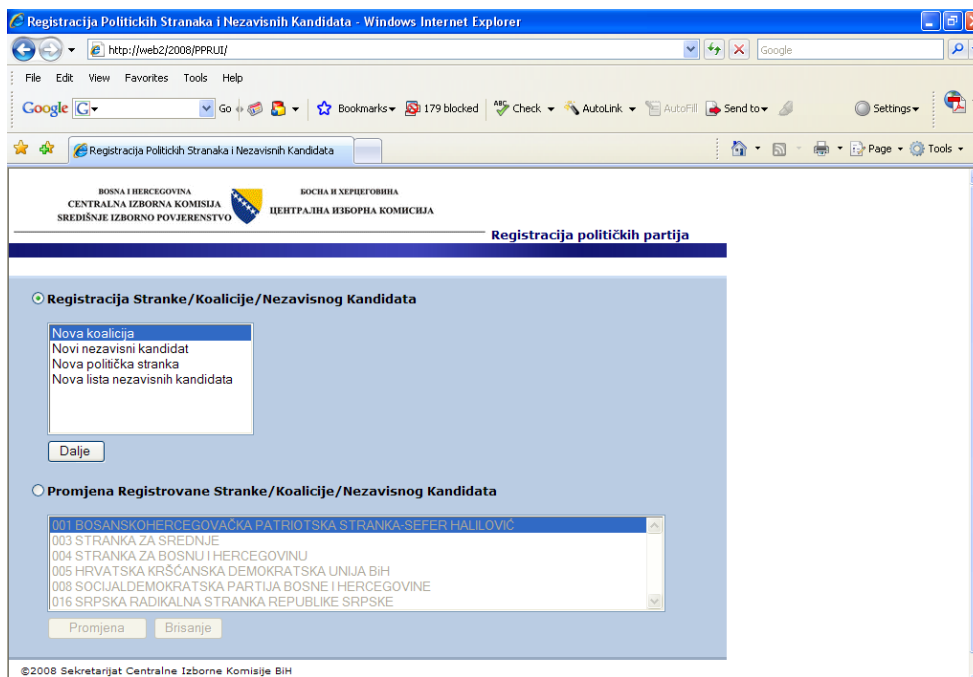 Registracija Politickih Stranaka i Nezavisnih Kandidata - Windows Internet Explorer
http://web2/2008/PPRUI/
Google
File Edit View Favorites Tools Help
Google G Go Bookmarks 179 blocked ABC Check AutoLink AutoFill Send to Settings
Registracija Politickih Stranaka i Nezavisnih Kandidata
Page Tools
BOSNA I HERCEGOVINA
CENTRALNA IZBORNA KOMISIJA
SREDIŠNJE IZBORNO POVJERENSTVO
БОСНА И ХЕРЦЕГОВИНА
ЦЕНТРАЛНА ИЗБОРНА КОМИСИЈА
Registracija političkih partija
Registracija Stranke/Koalicije/Nezavisnog Kandidata
Nova koalicija
Novi nezavisni kandidat
Nova politička stranka
Nova lista nezavisnih kandidata
Dalje
Promjena Registrovane Stranke/Koalicije/Nezavisnog Kandidata
001 BOSANSKOHERCEGOVAČKA PATRIOTSKA STRANKA-SEFER HALILOVIĆ
003 STRANKA ZA SREDNJE
004 STRANKA ZA BOSNU I HERCEGOVINU
005 HRVATSKA KRŠĆANSKA DEMOKRATSKA UNIJA BiH
008 SOCIJALDEMOKRATSKA PARTIJA BOSNE I HERCEGOVINE
016 SRPSKA RADIKALNA STRANKA REPUBLIKE SRPSKE
Promjena Brisanje
©2008 Sekretarijat Centralne Izborne Komisije BiH